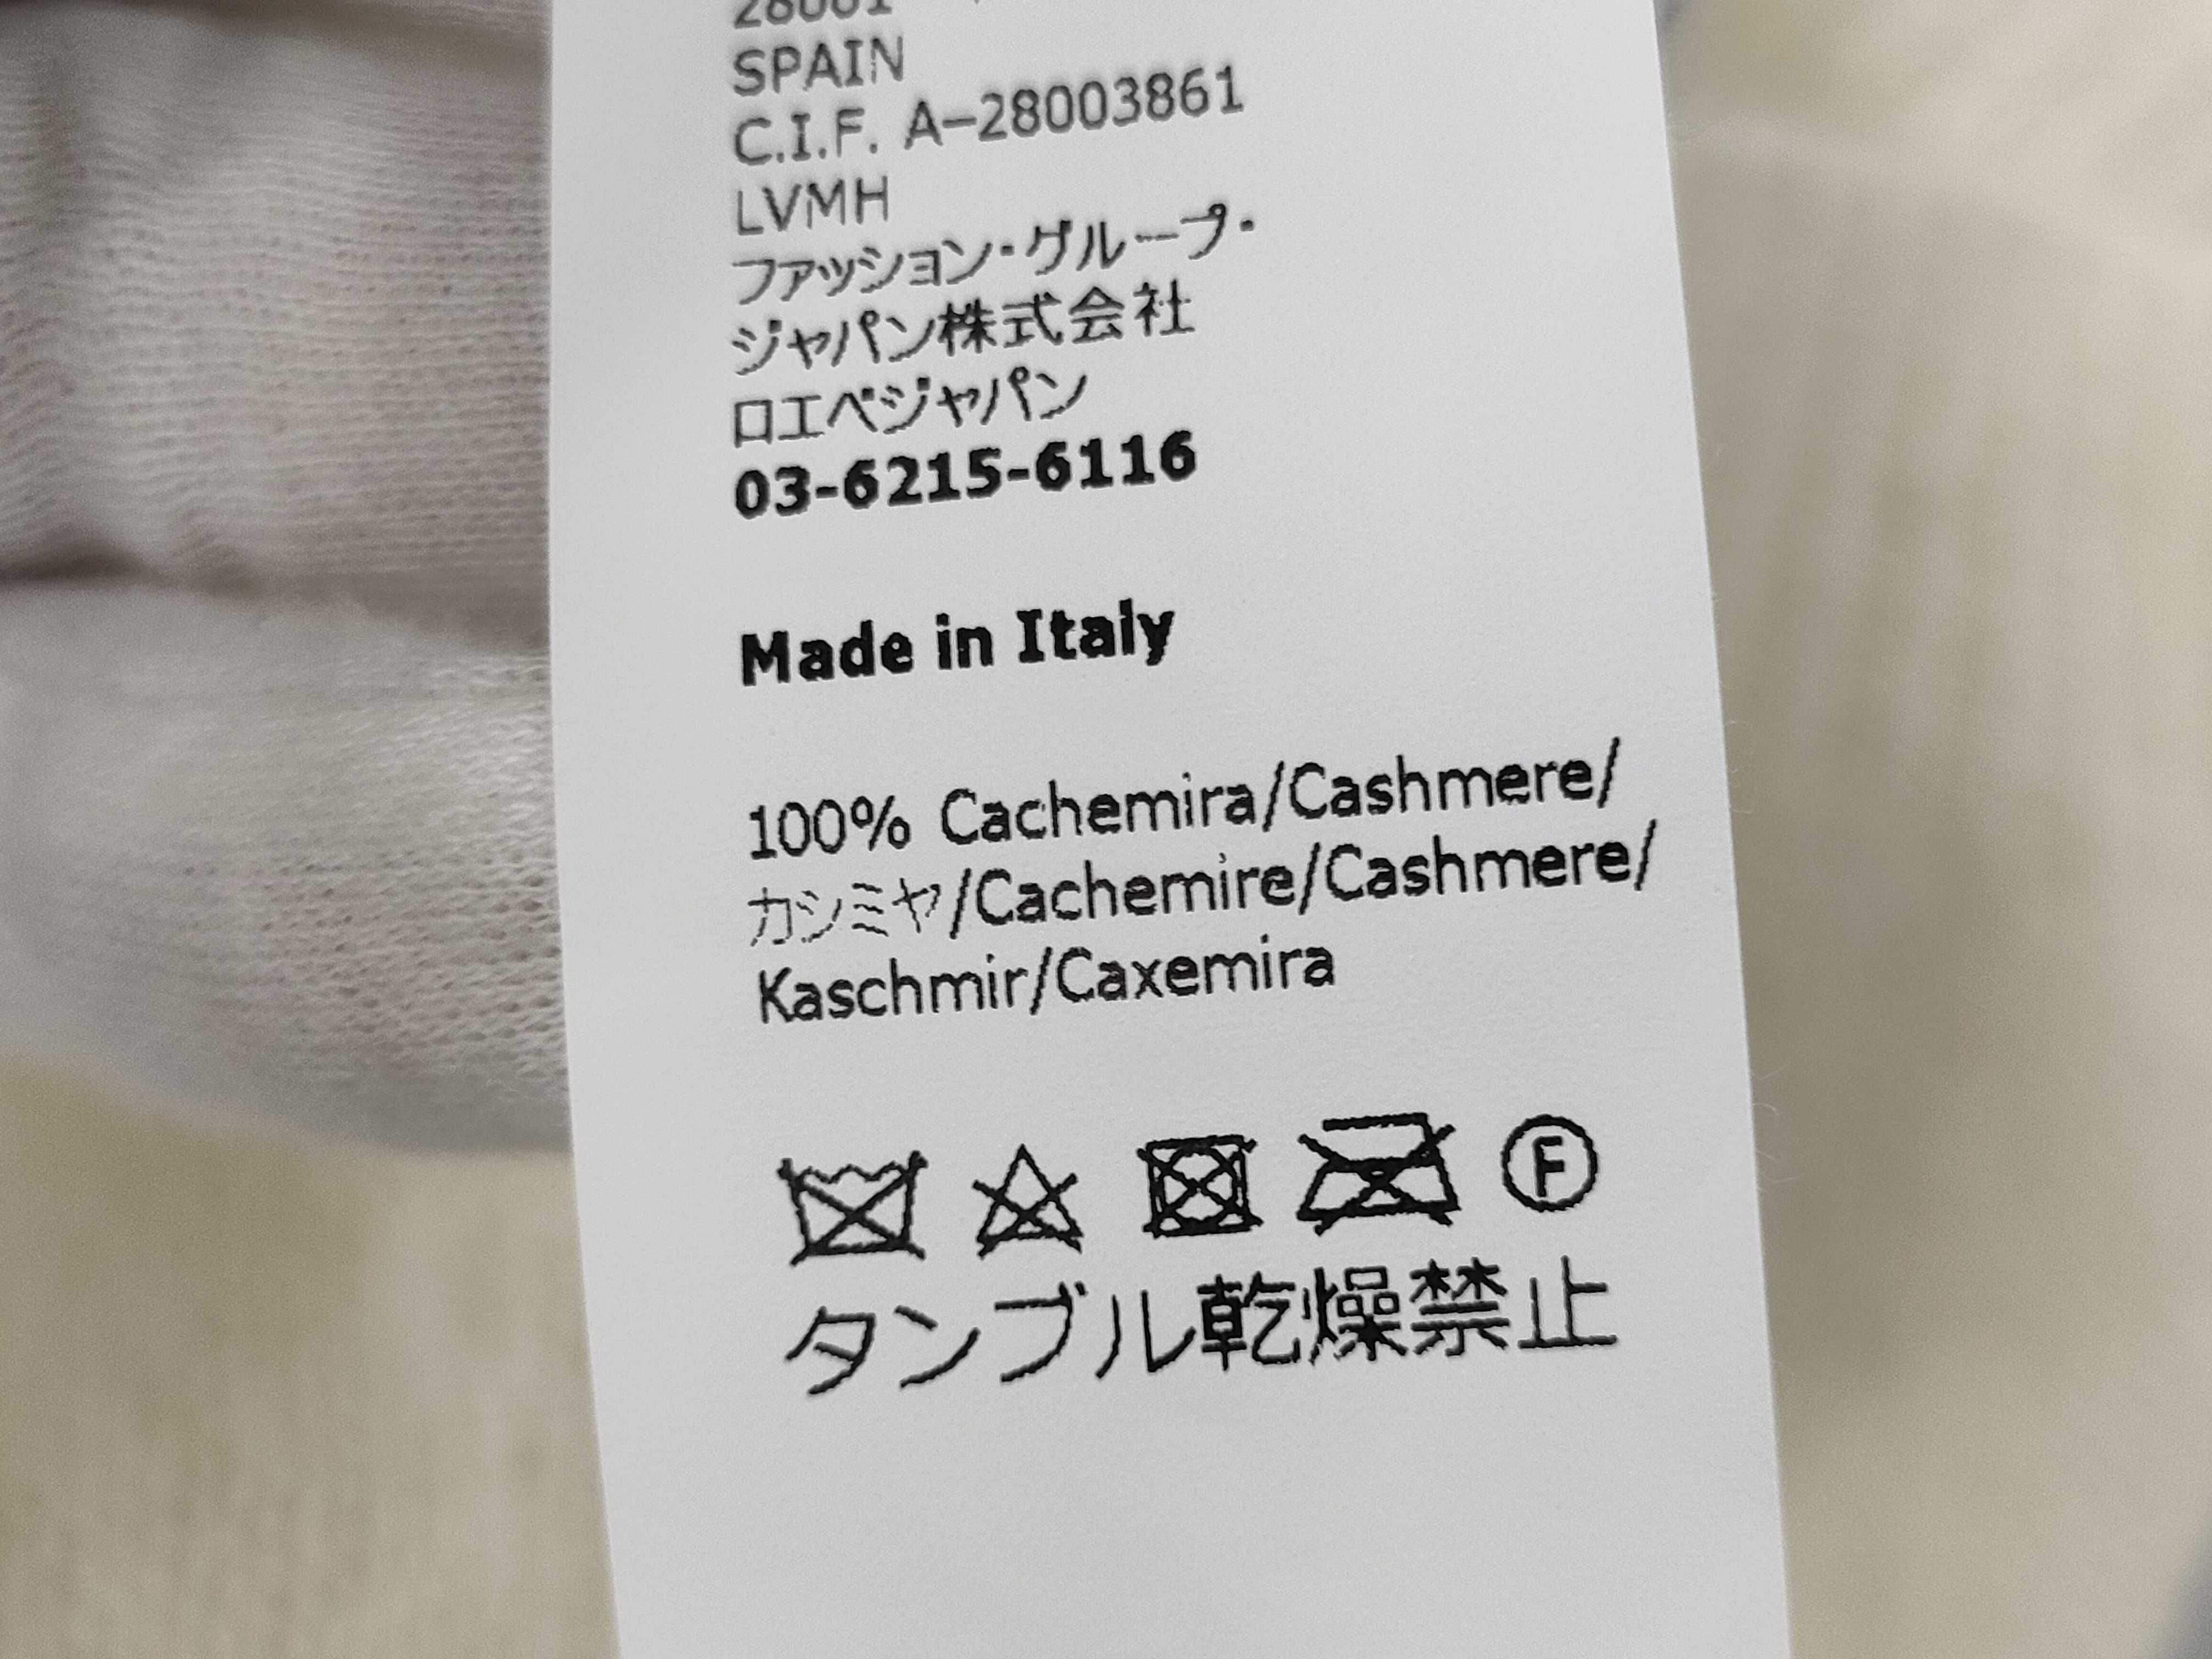 SPAIN
C.I.F. A-28003861
LVMH
ファッション・グループ・
ジャパン株式会社
ロエベジャパン
03-6215-6116
Made in Italy
100% Cachemira/Cashmere/
カシミヤ/Cachemire/Cashmere/
Kaschmir/Caxemira
F
タンブル乾燥禁止